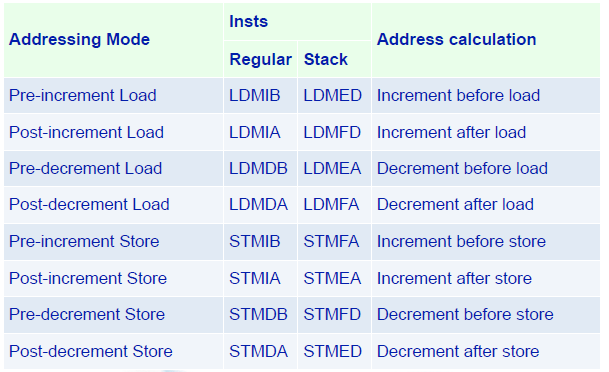 Addressing Mode Insts Address calculation
Regular Stack
Pre-increment Load LDMIB LDMED Increment before load
Post-increment Load LDMIA LDMFD Increment after load
Pre-decrement Load LDMDB LDMEA Decrement before load
Post-decrement Load LDMDA LDMFA Decrement after load
Pre-increment Store STMIB STMFA Increment before store
Post-increment Store STMIA STMEA Increment after store
Pre-decrement Store STMDB STMFD Decrement before store
Post-decrement Store STMDA STMED Decrement after store